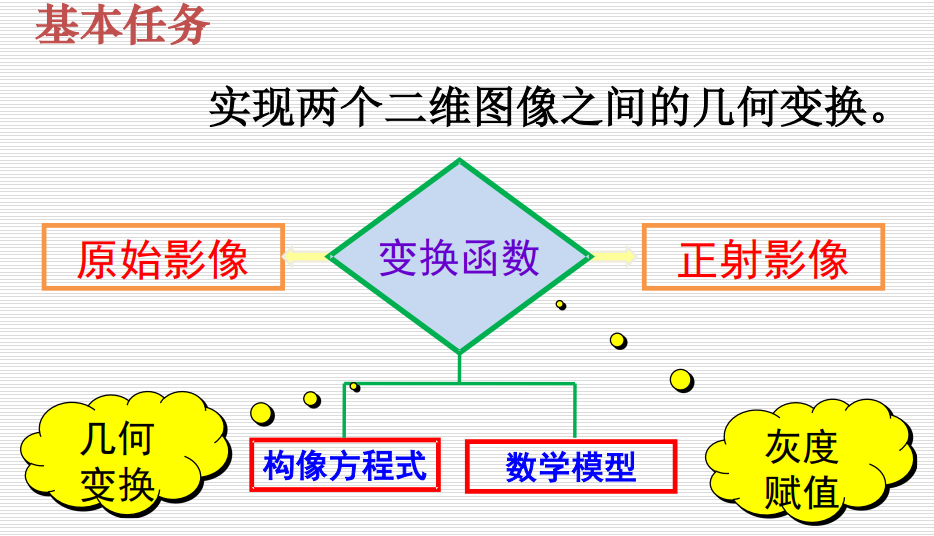 基本任务
实现两个二维图像之间的几何变换。
原始影像
变换函数
正射影像
几何
变换
构像方程式
数学模型
灰度
赋值